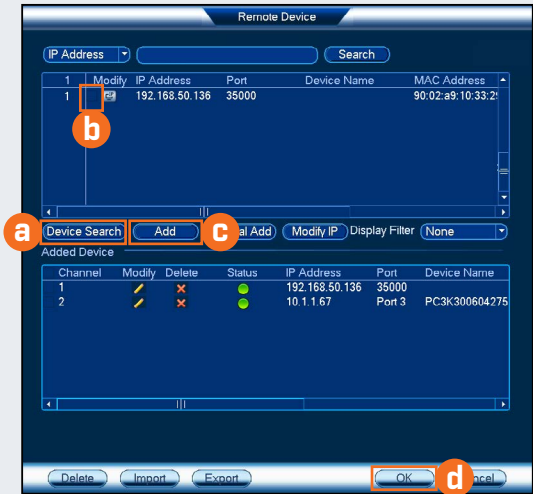 Remote Device
IP Address Search
1 Modify IP Address Port Device Name MAC Address
1 192.168.50.136 35000 90:02:a9:10:33:2
b
a Device Search Add c al Add Modify IP Display Filter None
Added Device
Channel Modify Delete Status IP Address Port Device Name
1 192.168.50.136 35000
2 10.1.1.67 Port 3 PC3K300604275
Delete Import Export OK d ncel